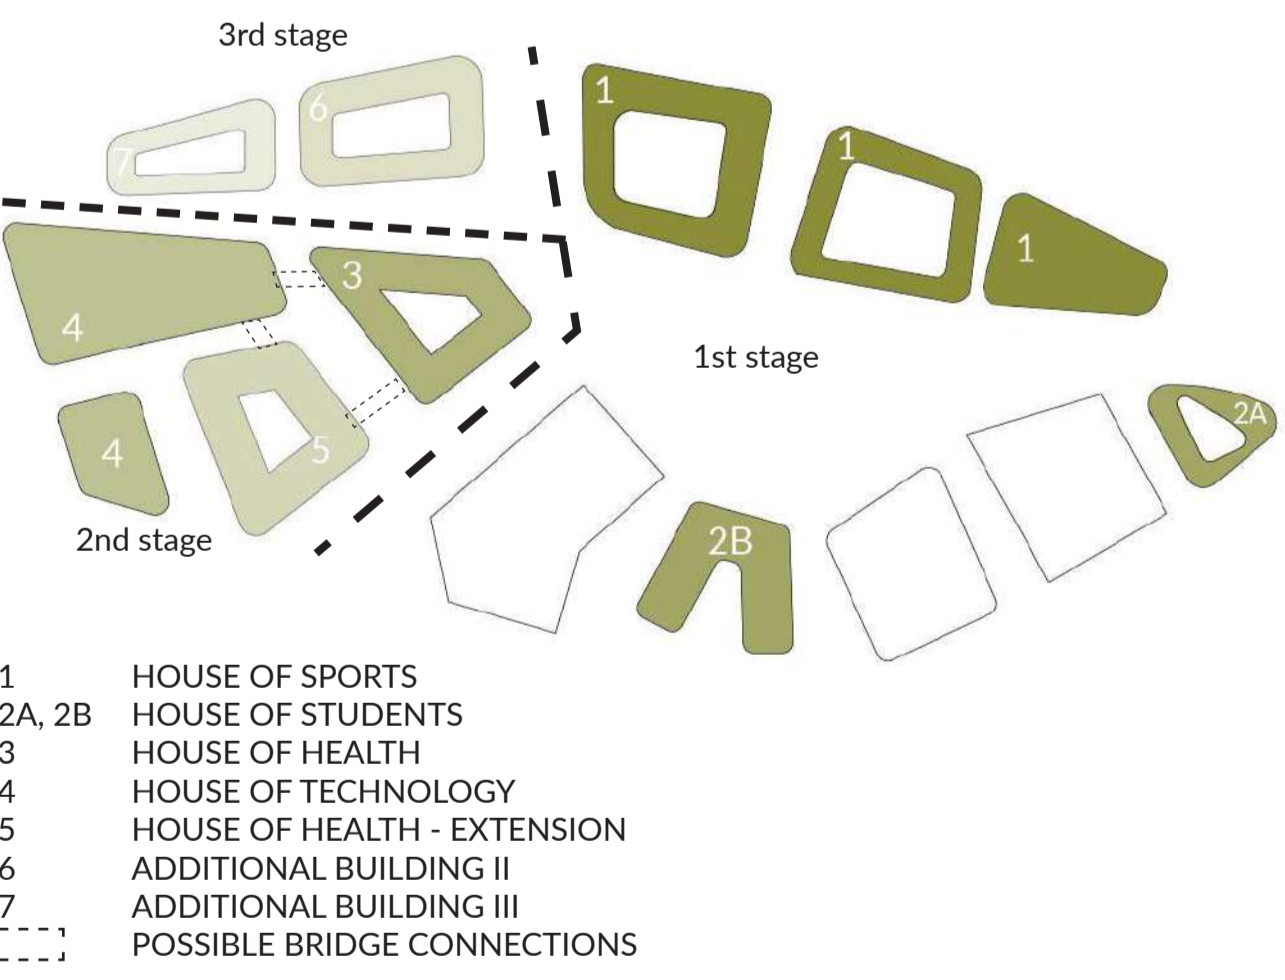 3rd stage
7
6
1
1
1
4
3
1st stage
4
5
2A
2nd stage
2B
1 HOUSE OF SPORTS
2A, 2B HOUSE OF STUDENTS
3 HOUSE OF HEALTH
4 HOUSE OF TECHNOLOGY
5 HOUSE OF HEALTH - EXTENSION
6 ADDITIONAL BUILDING II
7 ADDITIONAL BUILDING III
POSSIBLE BRIDGE CONNECTIONS